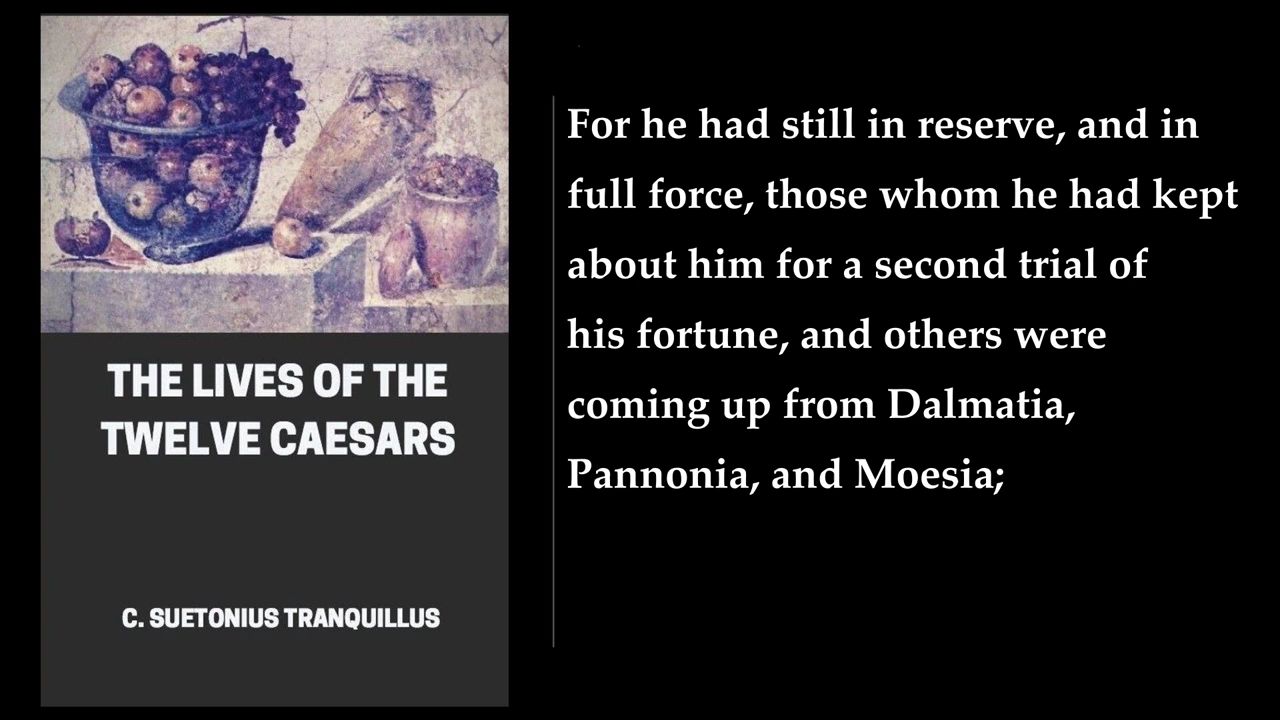 THE LIVES OF THE
TWELVE CAESARS
C. SUETONIUS TRANQUILLUS
For he had still in reserve, and in
full force, those whom he had kept
about him for a second trial of
his fortune, and others were
coming up from Dalmatia,
Pannonia, and Moesia;